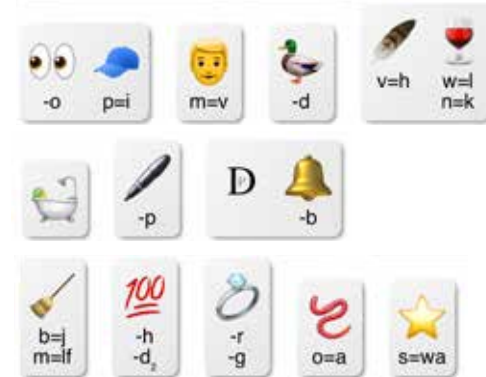 v=h w=l
-o p=i m=v -d n=k
D
-p -b
100
b=j -h -r
m=lf -d₂ -g o=a s=wa